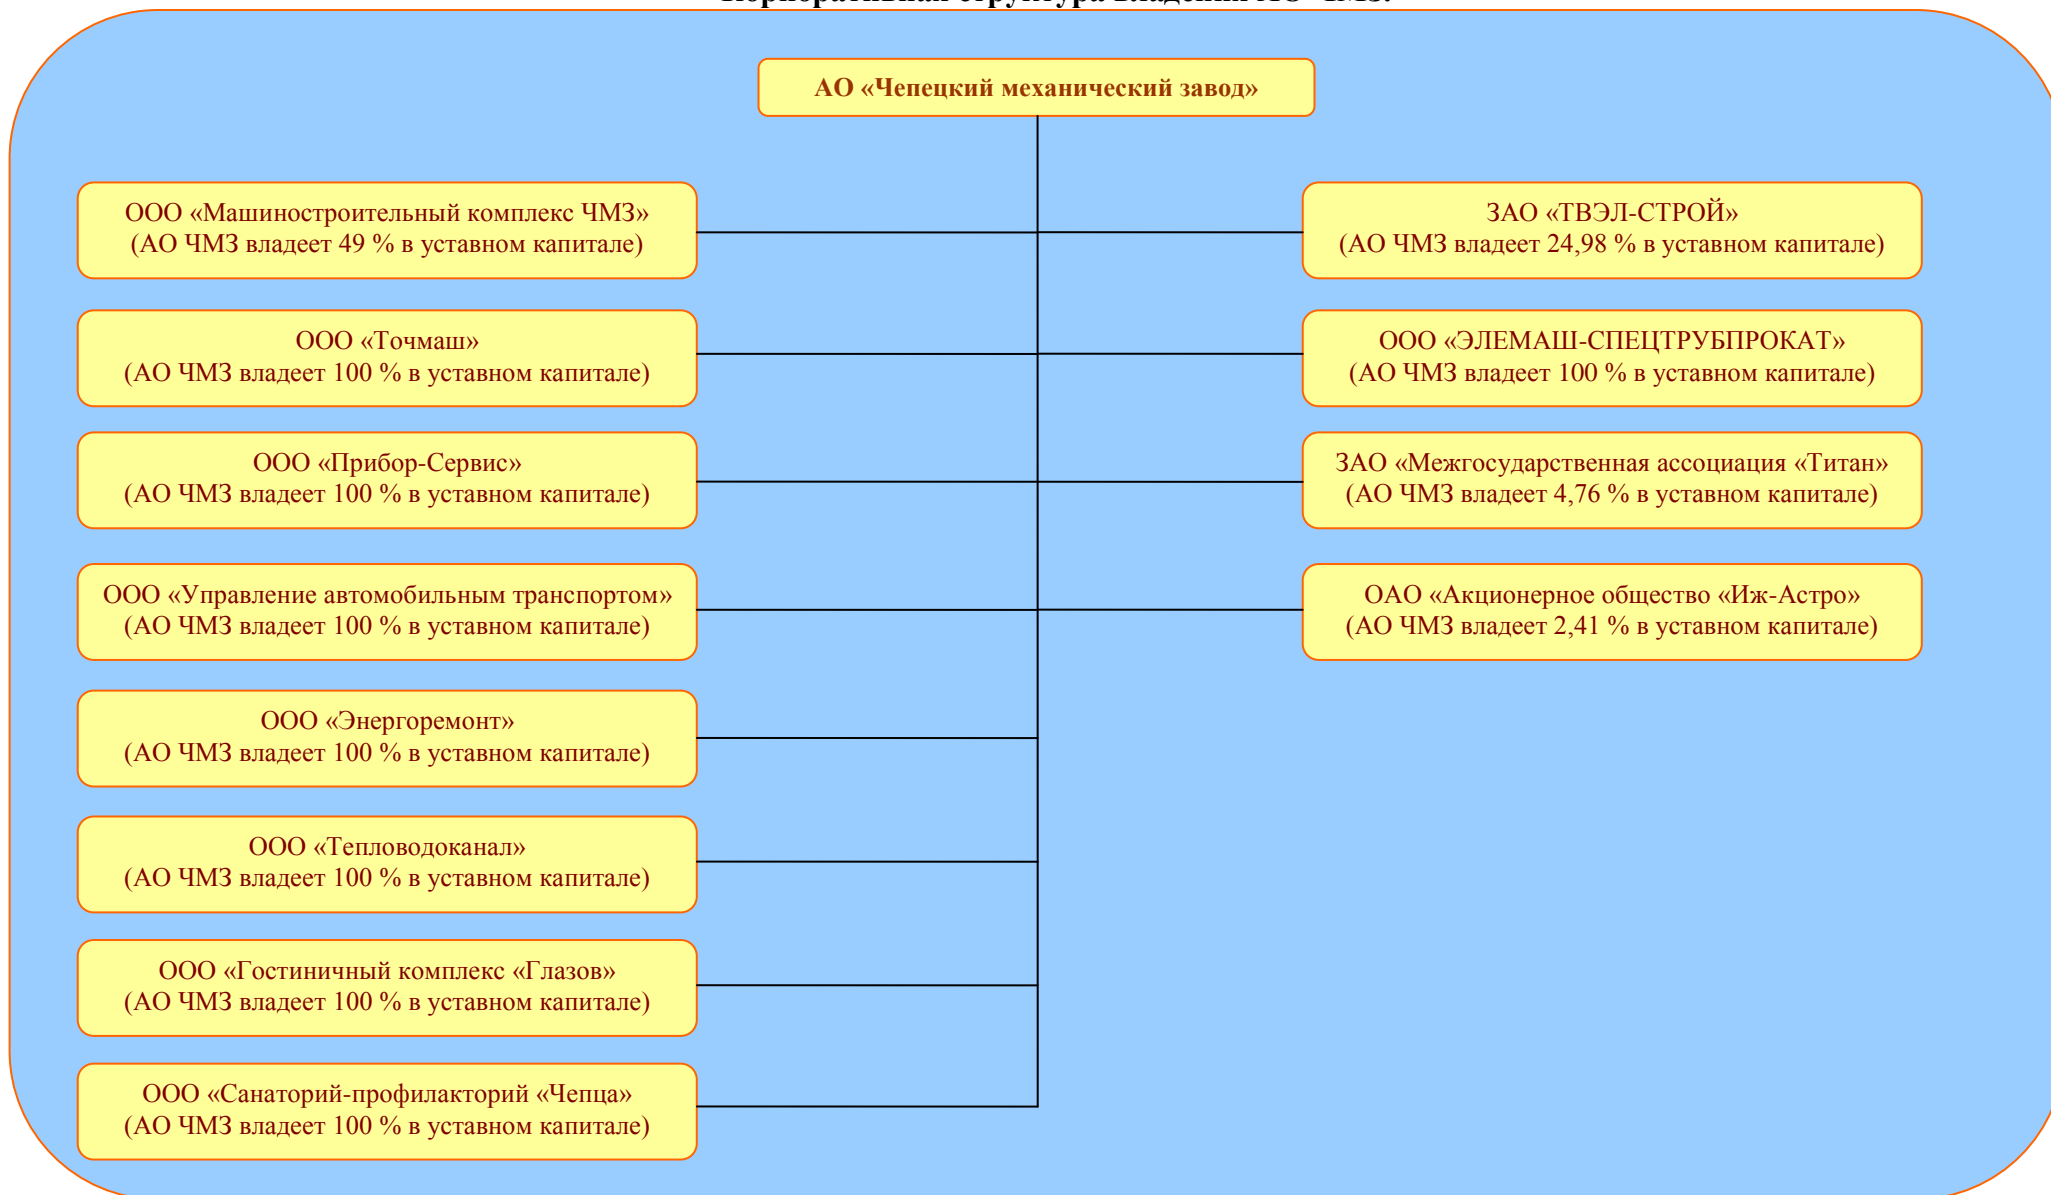 Корпоративная структура владения АО ЧМЗ.
АО «Чепецкий механический завод»
ООО «Машиностроительный комплекс ЧМЗ»
(АО ЧМЗ владеет 49 % в уставном капитале)
ООО «Точмаш»
(АО ЧМЗ владеет 100 % в уставном капитале)
ООО «Прибор-Сервис»
(АО ЧМЗ владеет 100 % в уставном капитале)
ООО «Управление автомобильным транспортом»
(АО ЧМЗ владеет 100 % в уставном капитале)
ООО «Энергоремонт»
(АО ЧМЗ владеет 100 % в уставном капитале)
ООО «Тепловодоканал»
(АО ЧМЗ владеет 100 % в уставном капитале)
ООО «Гостиничный комплекс «Глазов»
(АО ЧМЗ владеет 100 % в уставном капитале)
ООО «Санаторий-профилакторий «Чепца»
(АО ЧМЗ владеет 100 % в уставном капитале)
ЗАО «ТВЭЛ-СТРОЙ»
(АО ЧМЗ владеет 24,98 % в уставном капитале)
ООО «ЭЛЕМАШ-СПЕЦТРУБПРОКАТ»
(АО ЧМЗ владеет 100 % в уставном капитале)
ЗАО «Межгосударственная ассоциация «Титан»
(АО ЧМЗ владеет 4,76 % в уставном капитале)
ОАО «Акционерное общество «Иж-Астро»
(АО ЧМЗ владеет 2,41 % в уставном капитале)